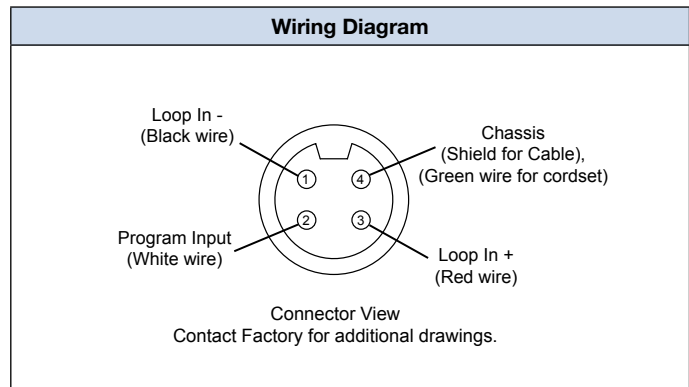 Wiring Diagram
Loop In -
(Black wire)
Chassis
(Shield for Cable),
(Green wire for cordset)
1
4
2
3
Program Input
(White wire)
Loop In +
(Red wire)
Connector View
Contact Factory for additional drawings.